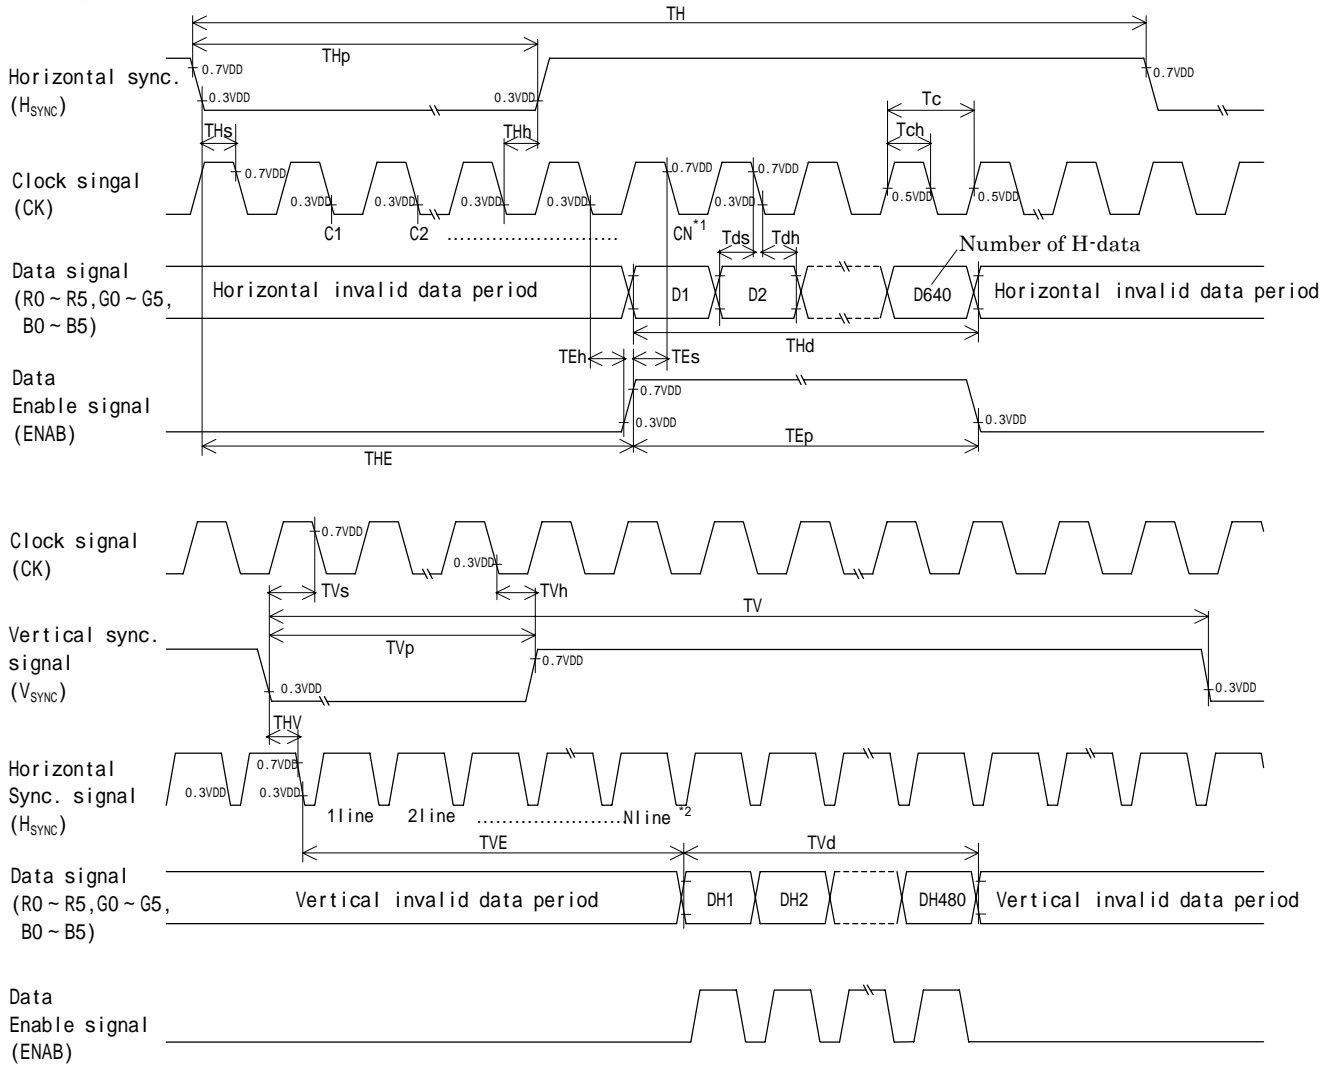 TH
THp
Horizontal sync.
(HSYNC)
0.7VDD
0.3VDD
0.3VDD
0.7VDD
THs
THh
Tc
Tch
Clock singal
(CK)
0.7VDD
0.3VDD
0.3VDD
0.3VDD
0.3VDD
0.7VDD
0.3VDD
0.7VDD
0.5VDD
0.5VDD
C1
C2
CN*1
Tds
Tdh
Number of H-data
Data signal
(R0~R5,G0~G5,
B0~B5)
Horizontal invalid data period
D1
D2
D640
Horizontal invalid data period
THd
TEh
TEs
Data
Enable signal
(ENAB)
0.7VDD
0.3VDD
0.3VDD
THE
TEp
Clock signal
(CK)
0.7VDD
0.3VDD
TVs
TVh
TV
TVp
Vertical sync.
signal
(VSYNC)
0.3VDD
0.7VDD
0.3VDD
THV
Horizontal
Sync. signal
(HSYNC)
0.3VDD
0.7VDD
0.3VDD
1line 2line ........................Nline *2
TVE
TVd
Data signal
(R0~R5,G0~G5,
B0~B5)
Vertical invalid data period
DH1
DH2
DH480
Vertical invalid data period
Data
Enable signal
(ENAB)